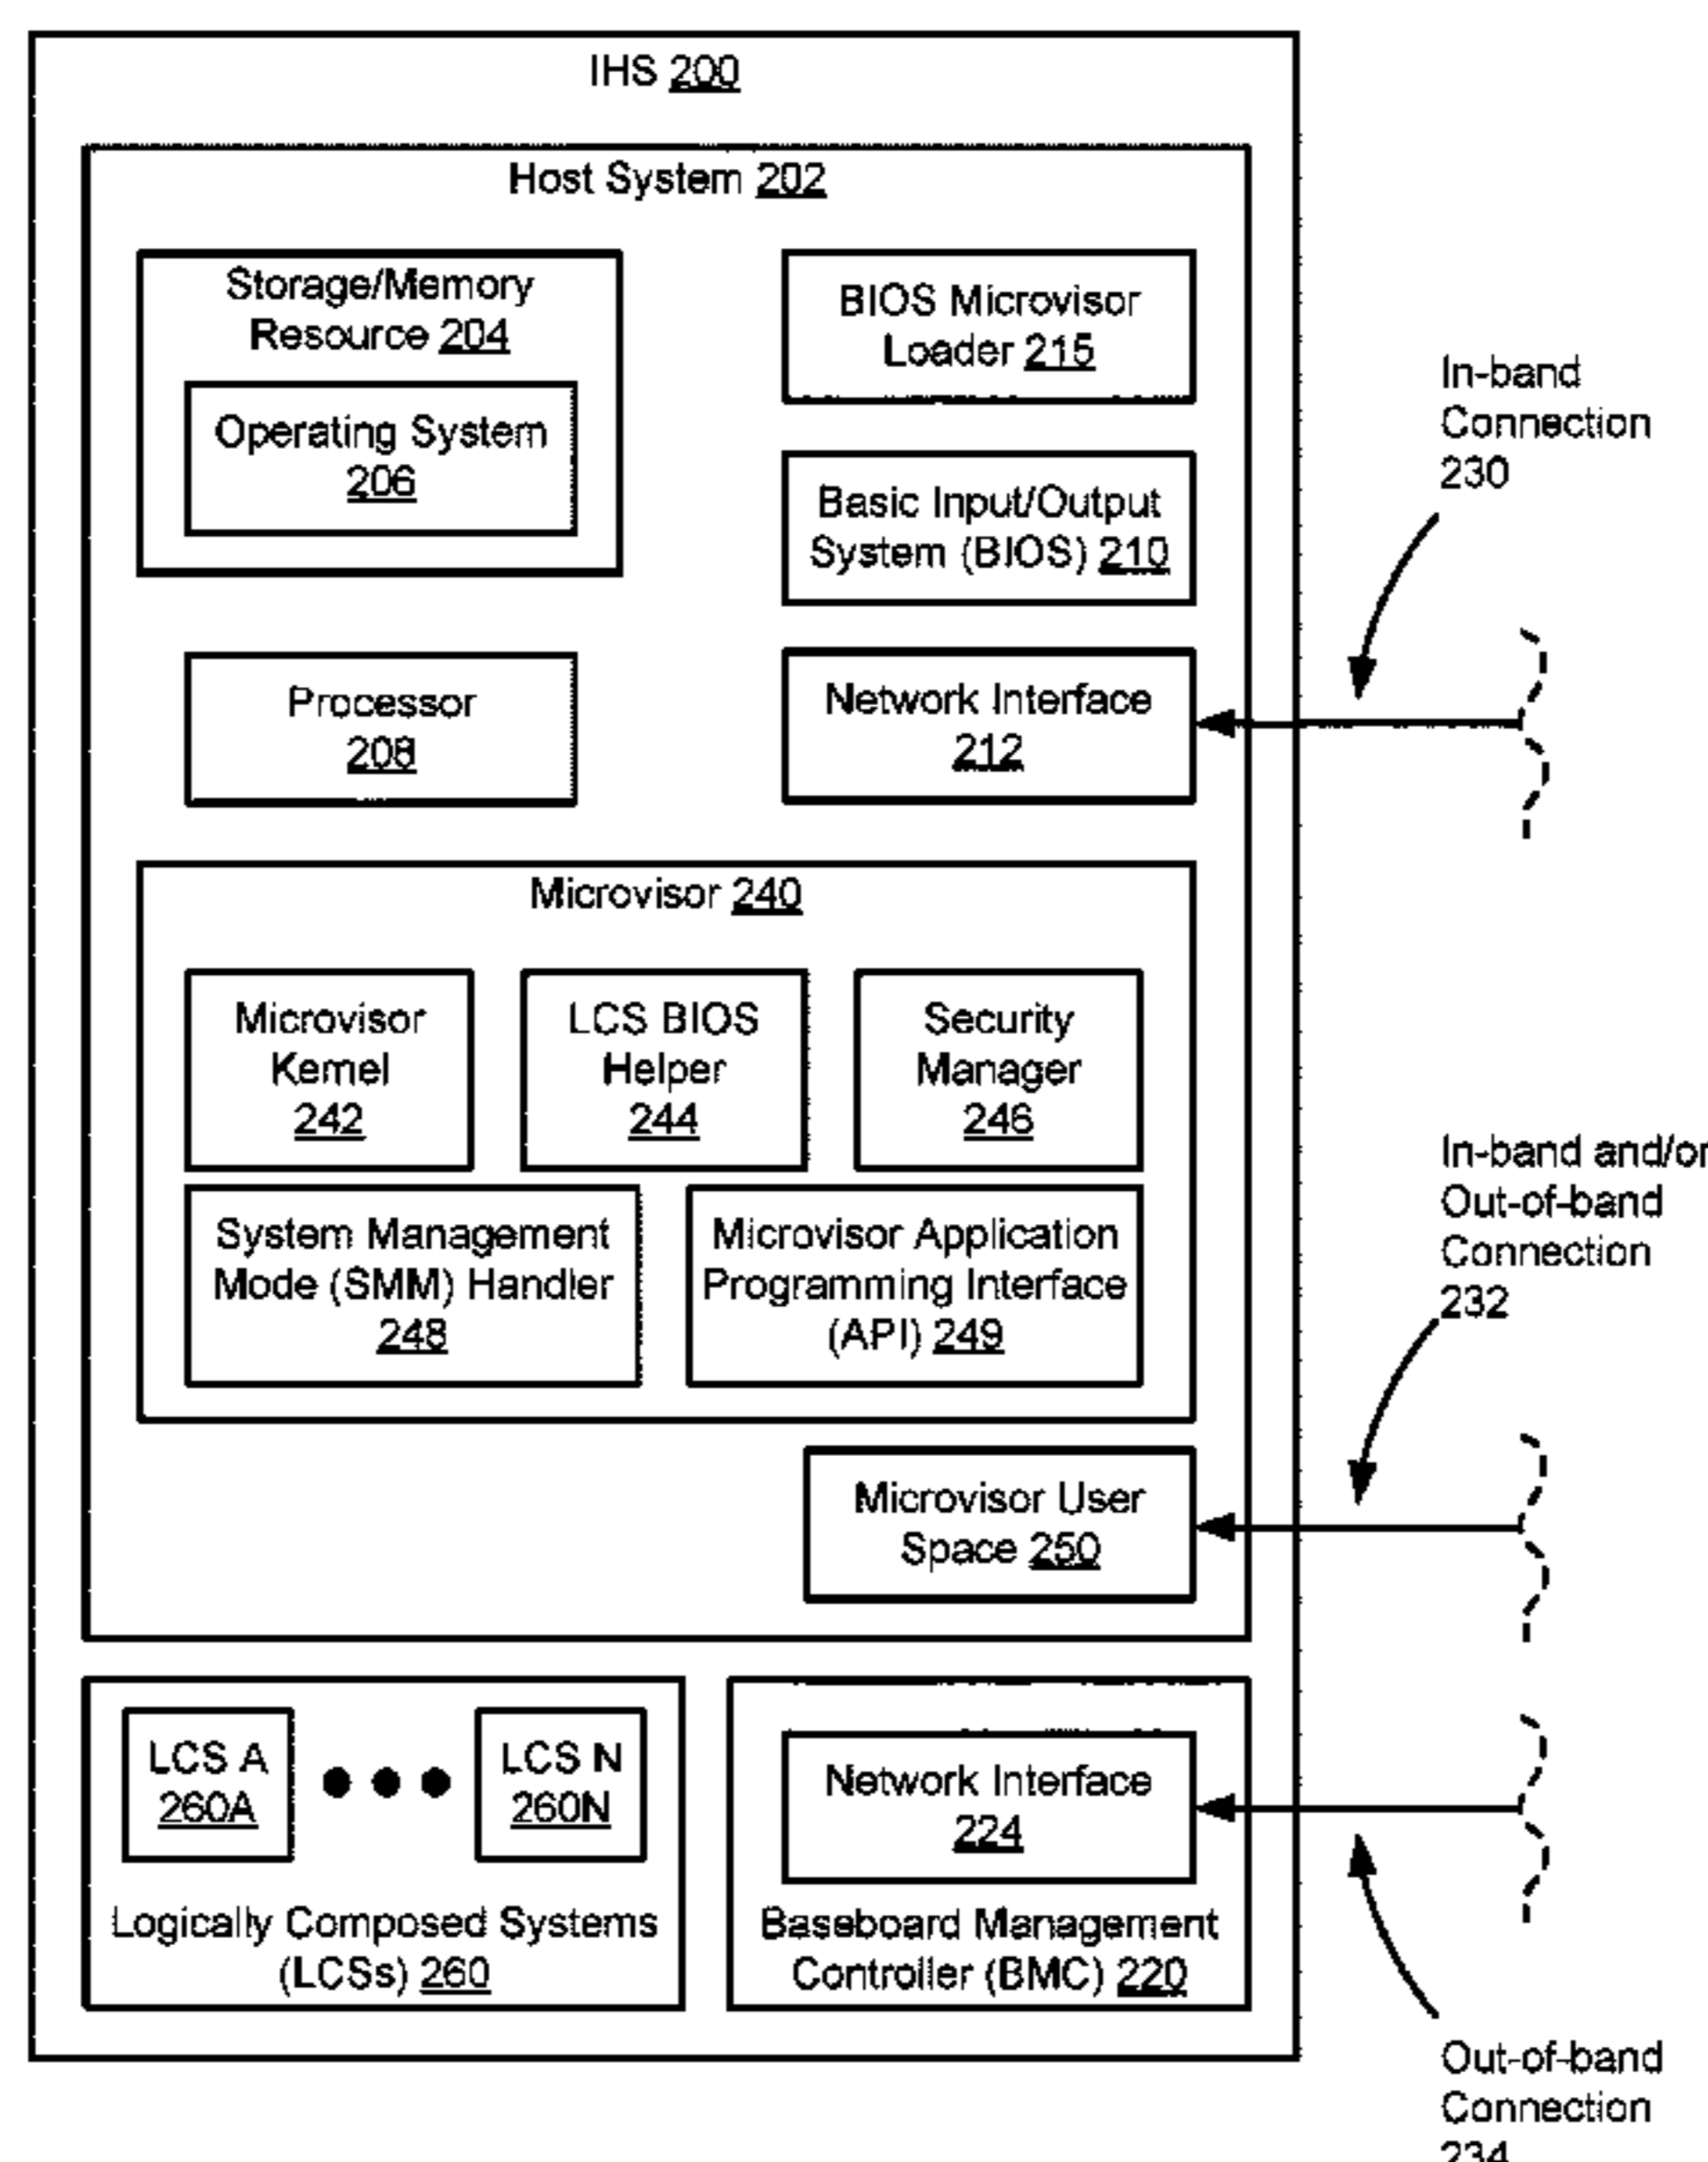 IHS 200
Host System 202
Storage/Memory
Resource 204
Operating System
206
BIOS Microvisor
Loader 215
Basic Input/Output
System (BIOS) 210
Processor
208
Network Interface
212
In-band
Connection
230
Microvisor 240
Microvisor
Kernel
242
LCS BIOS
Helper
244
Security
Manager
246
System Management
Mode (SMM) Handler
248
Microvisor Application
Programming Interface
(API) 249
In-band and/or
Out-of-band
Connection
232
Microvisor User
Space 250
LCS A
260A
LCS N
260N
Logically Composed Systems
(LCSs) 260
Network Interface
224
Baseboard Management
Controller (BMC) 220
Out-of-band
Connection
234